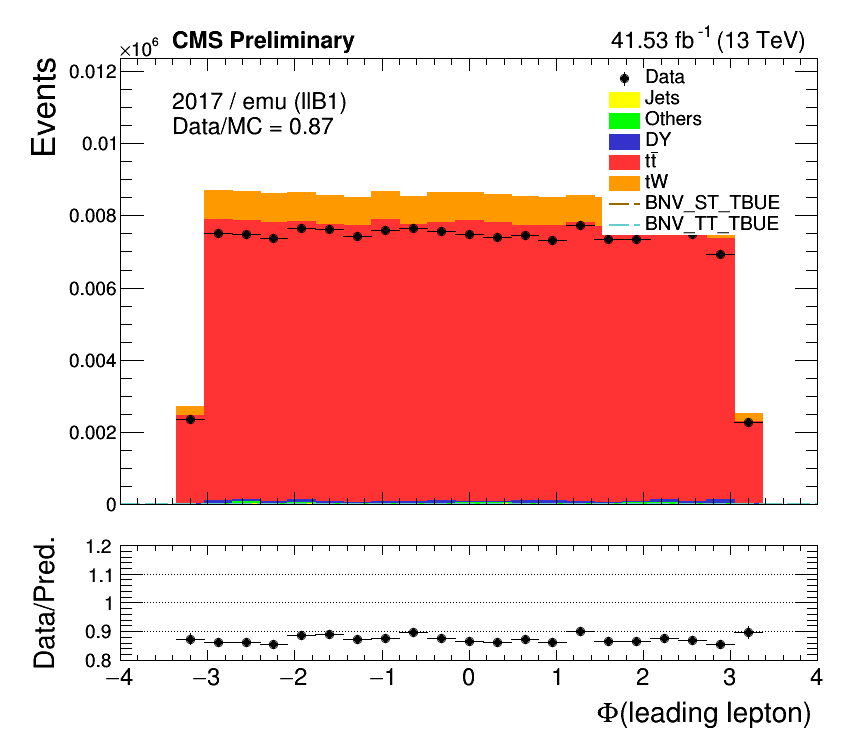 ×10⁶ CMS Preliminary 41.53 fb⁻¹ (13 TeV)
Events
0.012
0.01
0.008
0.006
0.004
0.002
0
2017 / emu (llB1)
Data/MC = 0.87
Data
Jets
Others
DY
tt̄
tW
BNV_ST_TBUE
BNV_TT_TBUE
Data/Pred.
1.2
1.1
1
0.9
0.8
−4 −3 −2 −1 0 1 2 3 4
Φ(leading lepton)